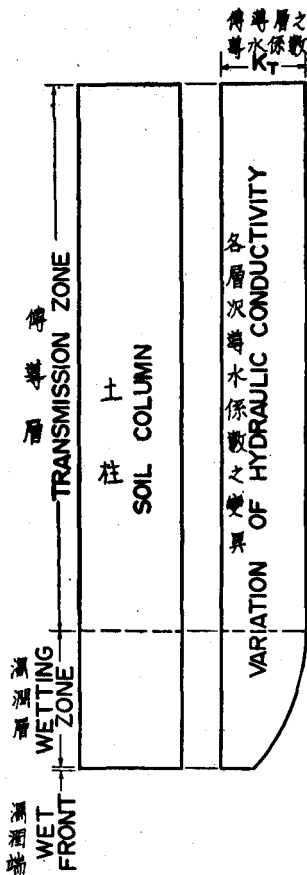 傳導層之
導水係數
KT
傳導層
TRANSMISSION ZONE
土柱
SOIL COLUMN
各層次導水係數之變異
VARIATION OF HYDRAULIC CONDUCTIVITY
濕潤層
WETTING
ZONE
濕潤端
WET
FRONT